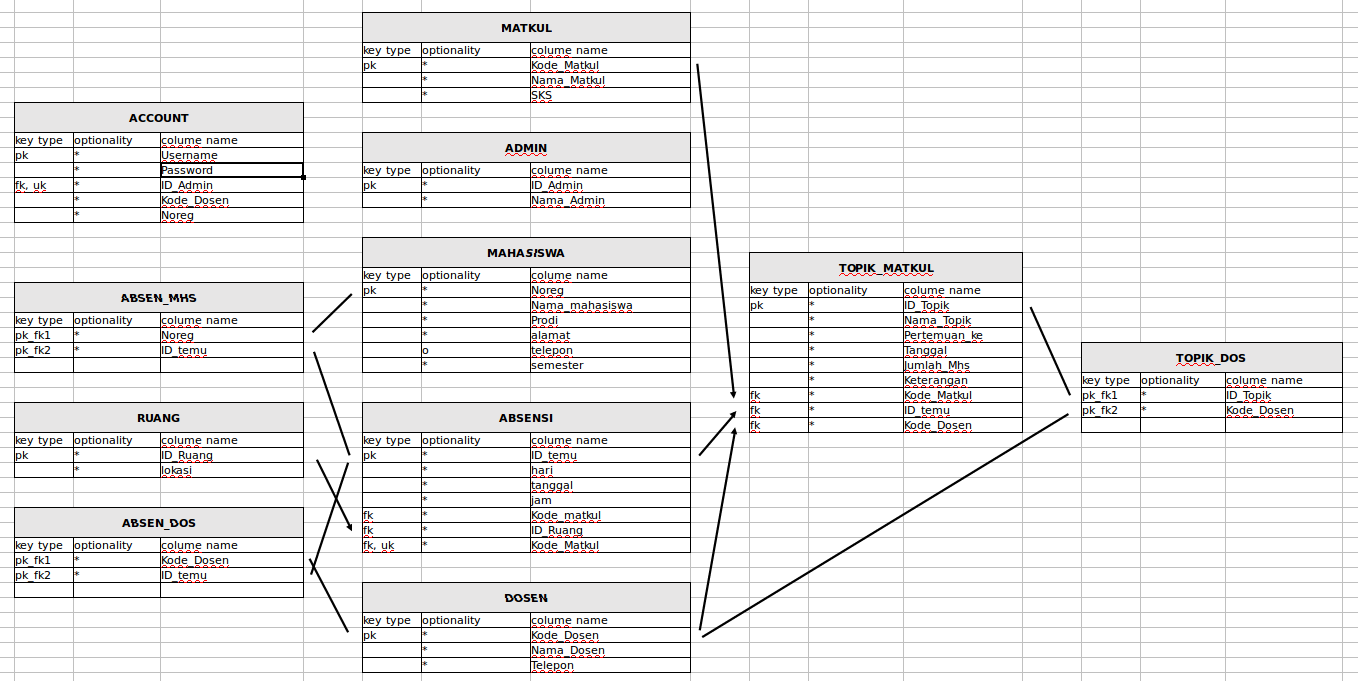 MATKUL
key type optionality colume name
pk * Kode_Matkul
* Nama_Matkul
* SKS
ACCOUNT
key type optionality colume name
pk * Username
* Password
fk, uk * ID_Admin
* Kode_Dosen
* Noreg
ADMIN
key type optionality colume name
pk * ID_Admin
* Nama_Admin
MAHASISWA
key type optionality colume name
pk * Noreg
* Nama_mahasiswa
* Prodi
* alamat
o telepon
* semester
ABSEN_MHS
key type optionality colume name
pk_fk1 * Noreg
pk_fk2 * ID_temu
RUANG
key type optionality colume name
pk * ID_Ruang
* lokasi
ABSENSI
key type optionality colume name
pk * ID_temu
* hari
* tanggal
* jam
fk * Kode_matkul
fk * ID_Ruang
fk, uk * Kode_Matkul
ABSEN_DOS
key type optionality colume name
pk_fk1 * Kode_Dosen
pk_fk2 * ID_temu
DOSEN
key type optionality colume name
pk * Kode_Dosen
* Nama_Dosen
* Telepon
TOPIK_MATKUL
key type optionality colume name
pk * ID_Topik
* Nama_Topik
* Pertemuan_ke
* Tanggal
* Jumlah_Mhs
* Keterangan
fk * Kode_Matkul
fk * ID_temu
fk * Kode_Dosen
TOPIK_DOS
key type optionality colume name
pk_fk1 * ID_Topik
pk_fk2 * Kode_Dosen